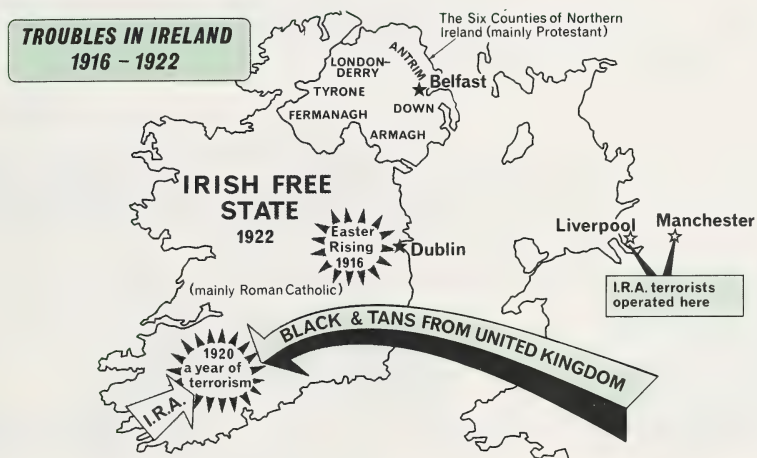 TROUBLES IN IRELAND
1916 – 1922
The Six Counties of Northern
Ireland (mainly Protestant)
LONDON–
DERRY
ANTRIM
TYRONE
Belfast
FERMANAGH
DOWN
ARMAGH
IRISH FREE
STATE
1922
Easter
Rising
1916
Dublin
Liverpool
Manchester
I.R.A. terrorists
operated here
(mainly Roman Catholic)
BLACK & TANS FROM UNITED KINGDOM
1920
a year of
terrorism
I.R.A.